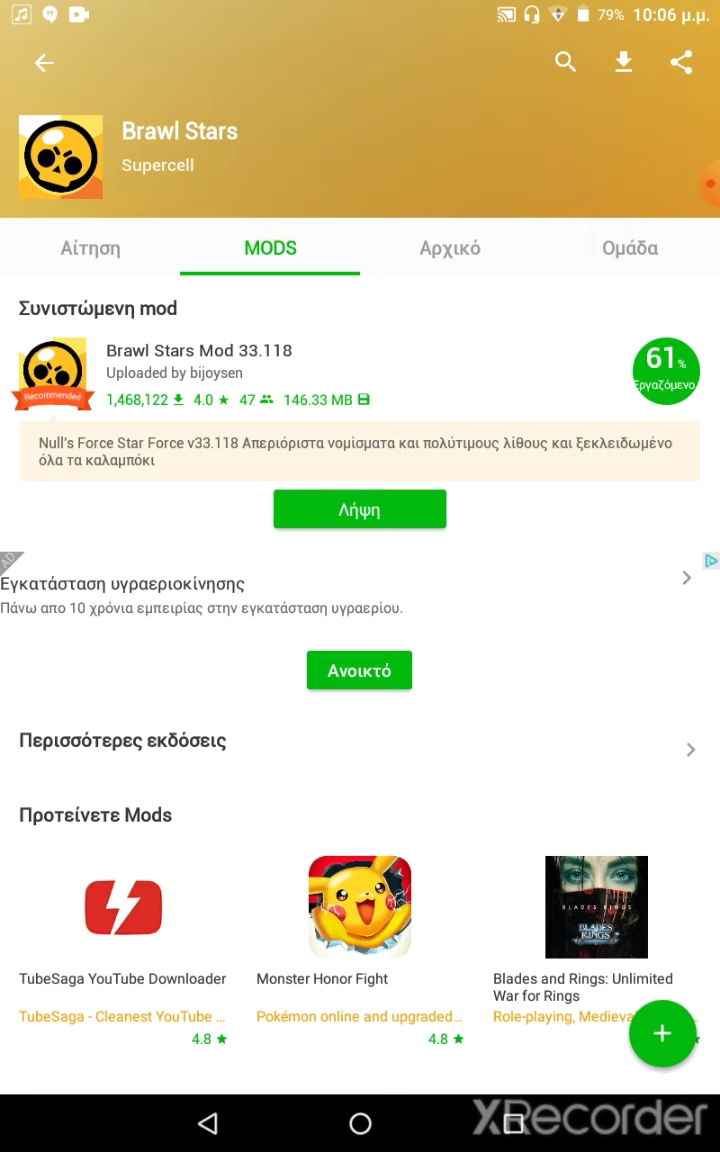 79% 10:06 μ.μ.
Brawl Stars
Supercell
Αίτηση MODS Αρχικό Ομάδα
Συνιστώμενη mod
Brawl Stars Mod 33.118
Uploaded by bijoysen
Recommended
1,468,122 4.0 47 146.33 MB
61%
Εργαζόμενο
Null's Force Star Force v33.118 Απεριόριστα νομίσματα και πολύτιμους λίθους και ξεκλειδωμένο
όλα τα καλαμπόκι
Λήψη
AD
Εγκατάσταση υγραεριοκίνησης
Πάνω απο 10 χρόνια εμπειρίας στην εγκατάσταση υγραερίου.
Ανοικτό
Περισσότερες εκδόσεις
Προτείνετε Mods
BLADES RINGS
BLADES
RINGS
TubeSaga YouTube Downloader
Monster Honor Fight
Blades and Rings: Unlimited
War for Rings
TubeSaga - Cleanest YouTube ...
Pokémon online and upgraded...
Role-playing, Medieval
4.8 4.8
XRecorder